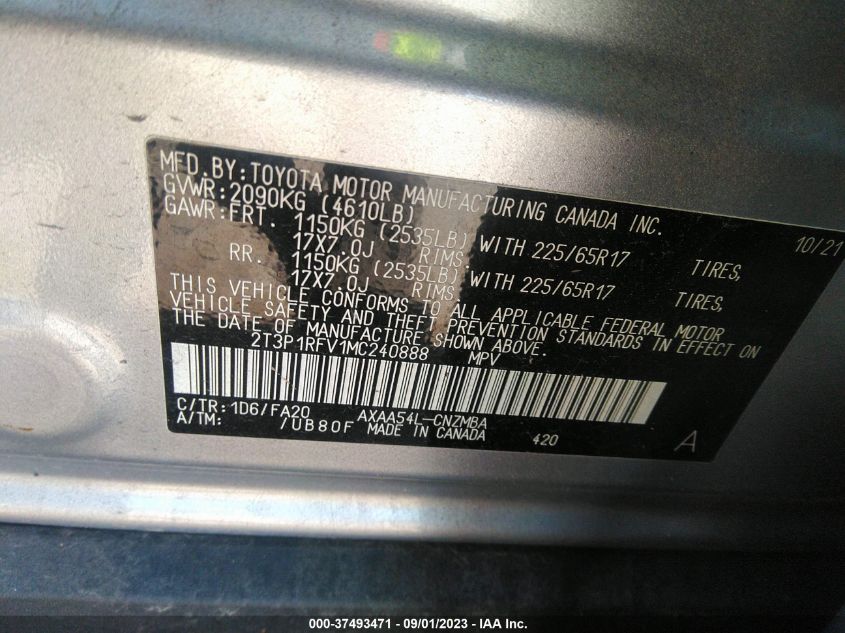 MFD.BY:TOYOTA MOTOR MANUFACTURING CANADA INC.
GVWR:2090KG (4610LB) 10/21
GAWR:FRT. 1150KG (2535LB) WITH 225/65R17 TIRES,
17X7.0J RIMS
RR. 1150KG (2535LB) WITH 225/65R17 TIRES,
17X7.0J RIMS
THIS VEHICLE CONFORMS TO ALL APPLICABLE FEDERAL MOTOR
VEHICLE SAFETY AND THEFT PREVENTION STANDARDS IN EFFECT ON
THE DATE OF MANUFACTURE SHOWN ABOVE.
2T3P1RFV1MC240888 MPV
C/TR:1D6/FA20 AXAA54L-CNZMBA
A/TM: /UB80F MADE IN CANADA 420 A
000-37493471 - 09/01/2023 - IAA Inc.